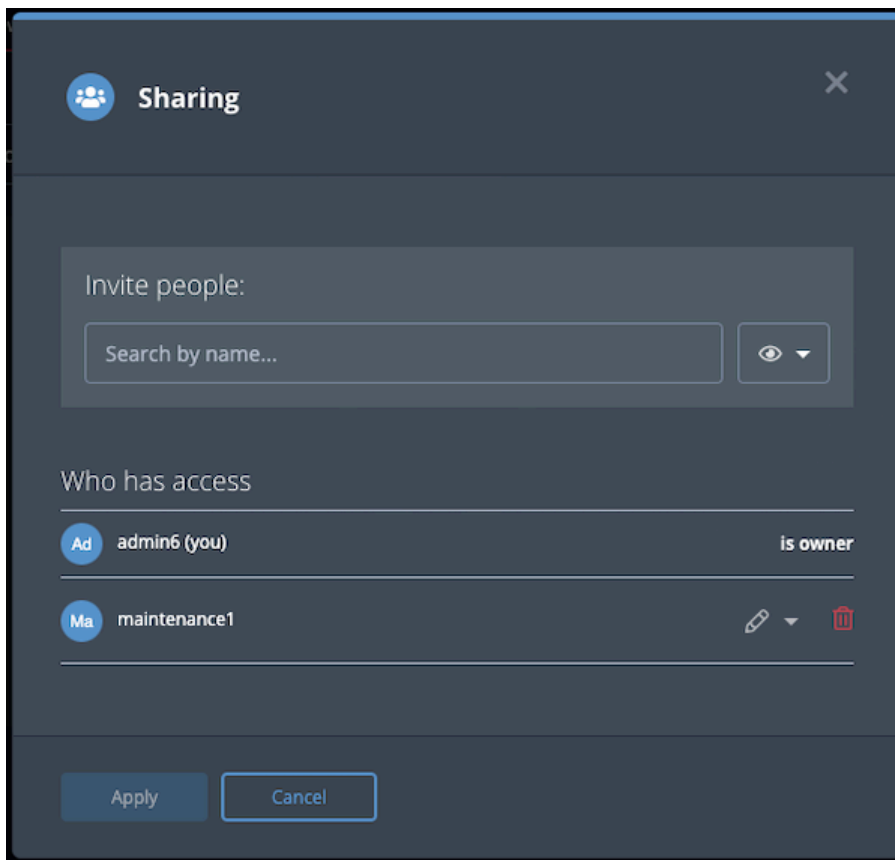 Sharing
Invite people:
Search by name...
Who has access
Ad admin6 (you) is owner
Ma maintenance1
Apply Cancel